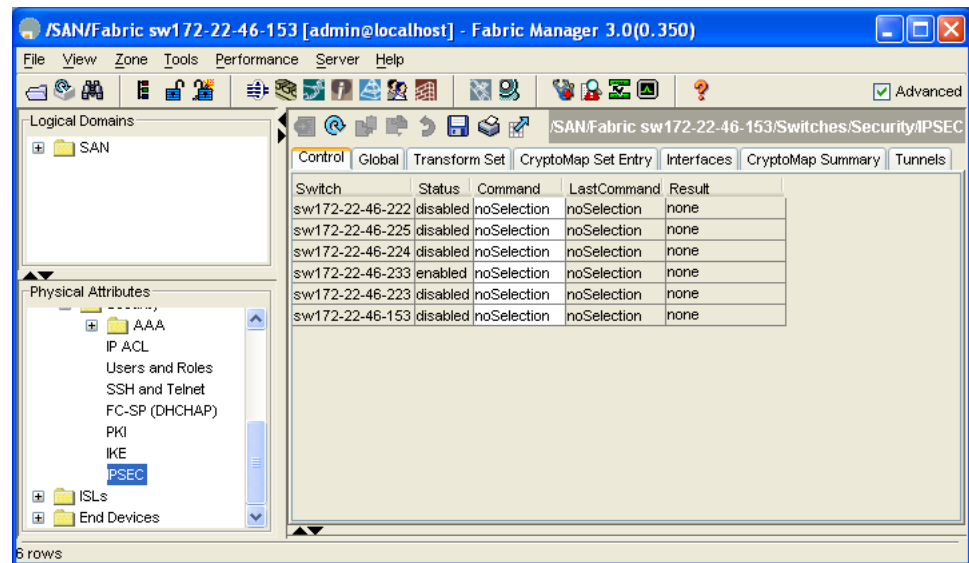 /SAN/Fabric sw172-22-46-153 [admin@localhost] - Fabric Manager 3.0(0.350)
File View Zone Tools Performance Server Help
Advanced
Logical Domains
SAN
/SAN/Fabric sw172-22-46-153/Switches/Security/IPSEC
Control Global Transform Set CryptoMap Set Entry Interfaces CryptoMap Summary Tunnels
Switch Status Command LastCommand Result
sw172-22-46-222 disabled noSelection noSelection none
sw172-22-46-225 disabled noSelection noSelection none
sw172-22-46-224 disabled noSelection noSelection none
sw172-22-46-233 enabled noSelection noSelection none
sw172-22-46-223 disabled noSelection noSelection none
sw172-22-46-153 disabled noSelection noSelection none
Physical Attributes
AAA
IP ACL
Users and Roles
SSH and Telnet
FC-SP (DHCHAP)
PKI
IKE
IPSEC
ISLs
End Devices
6 rows